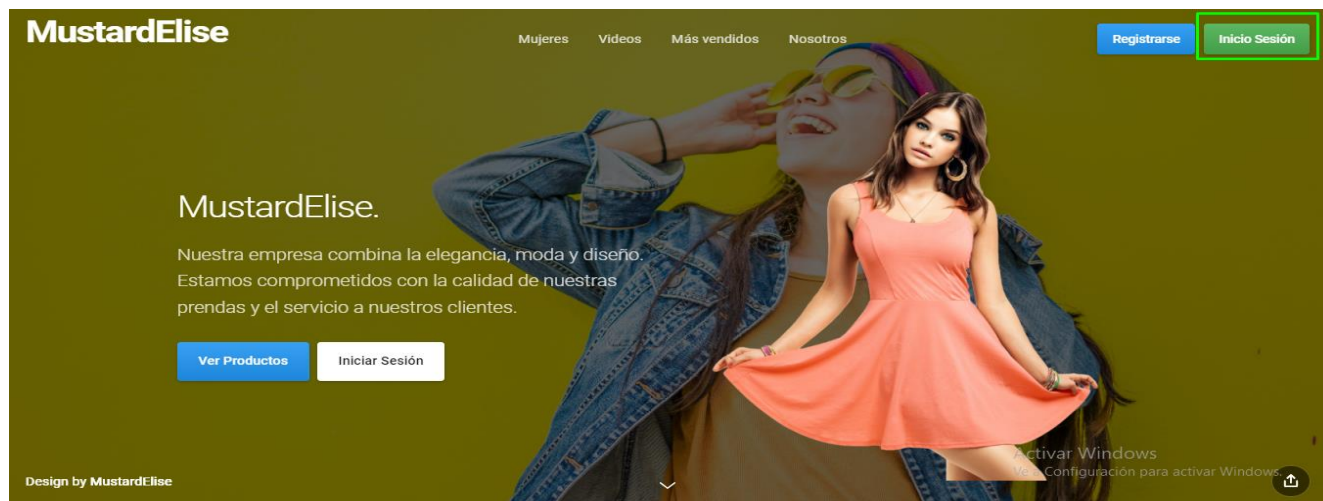 MustardElise
Mujeres Videos Más vendidos Nosotros
Registrarse
Inicio Sesión
MustardElise.
Nuestra empresa combina la elegancia, moda y diseño.
Estamos comprometidos con la calidad de nuestras
prendas y el servicio a nuestros clientes.
Ver Productos
Iniciar Sesión
Activar Windows
Configuración para activar Windows.
Design by MustardElise